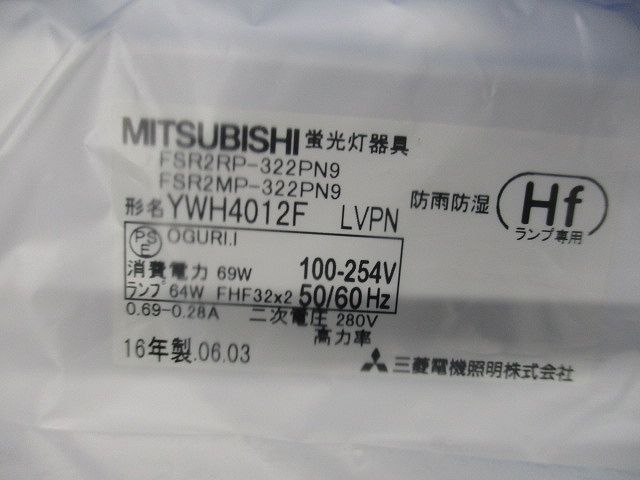 MITSUBISHI 蛍光灯器具
FSR2RP-322PN9
FSR2MP-322PN9
形名 YWH4012F LVPN 防雨防湿 Hf ランプ専用
PSE OGURI.I
消費電力 69W 100-254V
ランプ 64W FHF32x2 50/60Hz
0.69-0.28A 二次電圧 280V
高力率
16年製.06.03 三菱電機照明株式会社